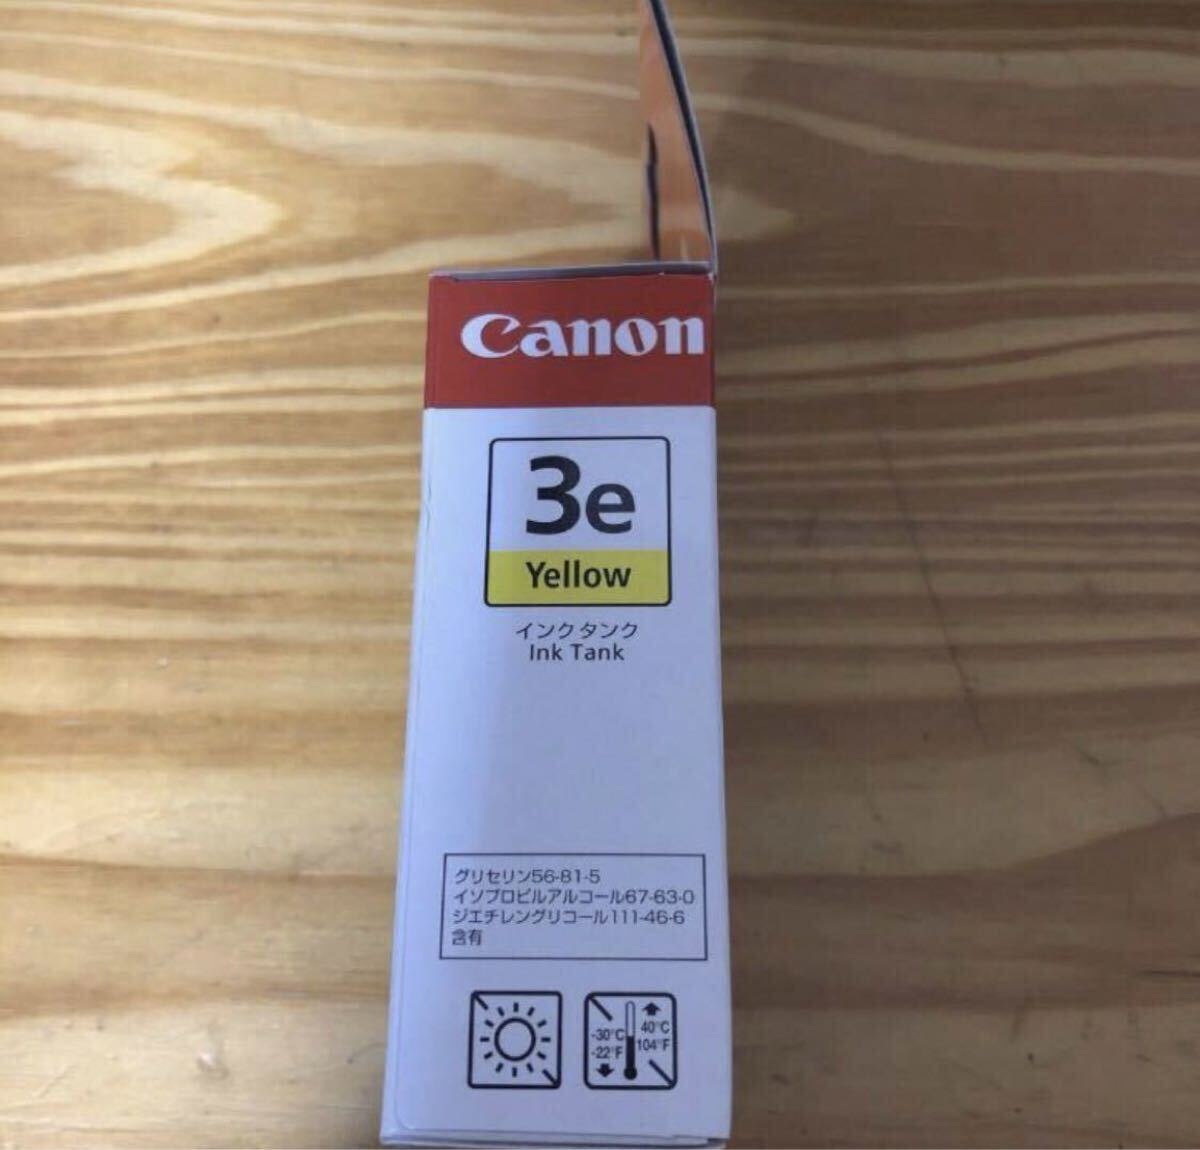 Canon
3e
Yellow
インクタンク
Ink Tank
グリセリン56-81-5
イソプロピルアルコール67-63-0
ジエチレングリコール111-46-6
含有
-30°C
-22°F
40°C
104°F